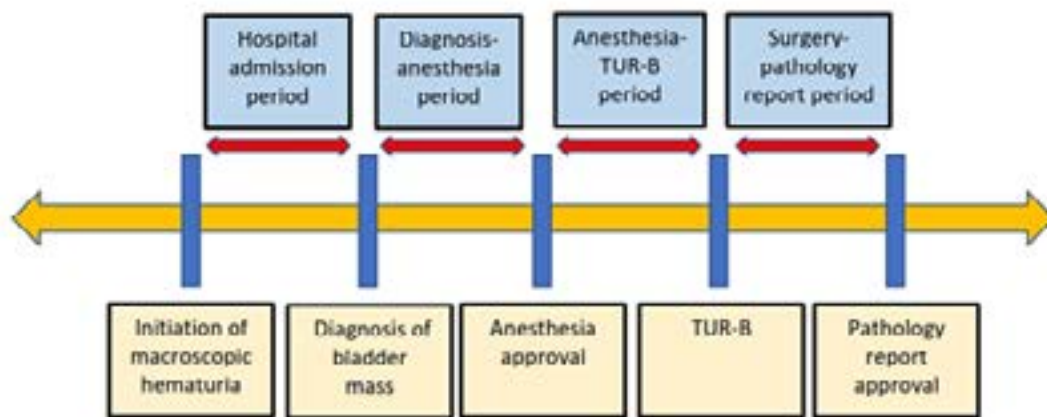 Hospital
admission
period
Diagnosis-
anesthesia
period
Anesthesia-
TUR-B
period
Surgery-
pathology
report period
Initiation of
macroscopic
hematuria
Diagnosis of
bladder
mass
Anesthesia
approval
TUR-B
Pathology
report
approval